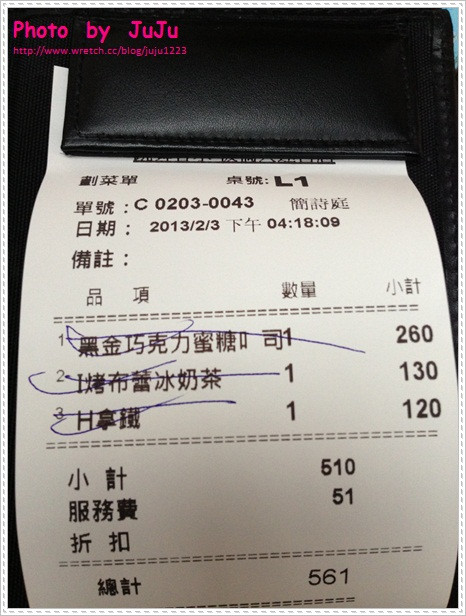 Photo by JuJu
http://www.wretch.cc/blog/juju1223
劃菜單 桌號: L1
單號 : C 0203-0043 簡詩庭
日期 : 2013/2/3 下午 04:18:09
備註 :
品 項 數量 小計
1 黑金巧克力蜜糖吐司 1 260
2 I烤布蕾冰奶茶 1 130
3 H拿鐵 1 120
小 計 510
服務費 51
折 扣
總計 561